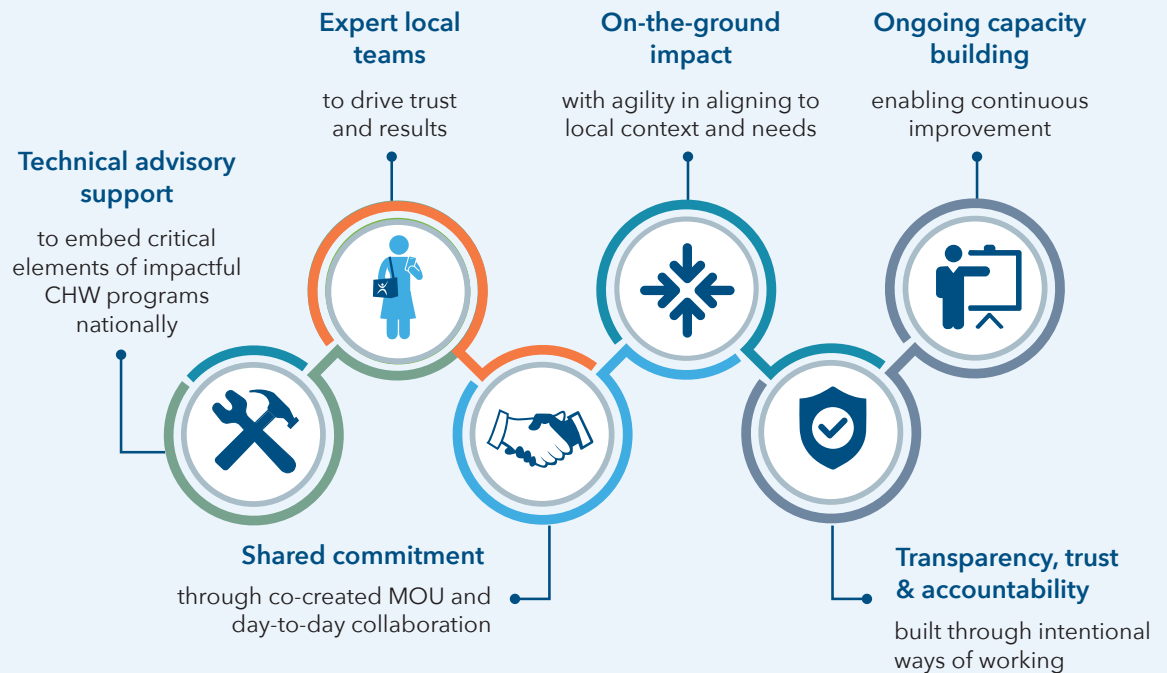 Technical advisory
support
to embed critical
elements of impactful
CHW programs
nationally
Expert local
teams
to drive trust
and results
Shared commitment
through co-created MOU and
day-to-day collaboration
On-the-ground
impact
with agility in aligning to
local context and needs
Transparency, trust
& accountability
built through intentional
ways of working
Ongoing capacity
building
enabling continuous
improvement